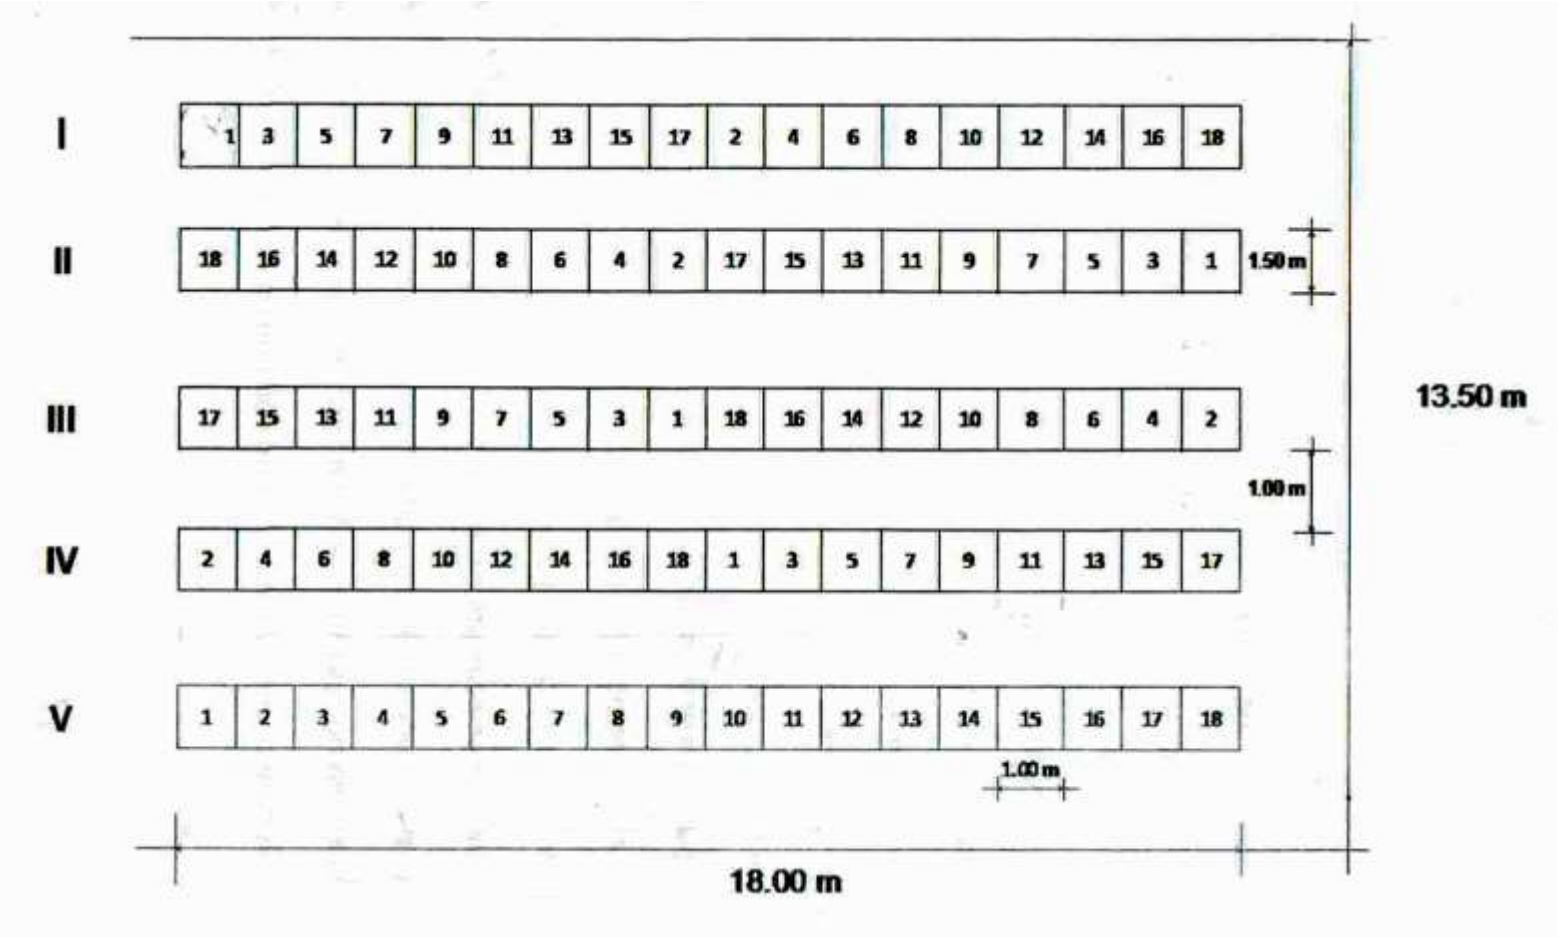 I 1 3 5 7 9 11 13 15 17 2 4 6 8 10 12 14 16 18
II 18 16 14 12 10 8 6 4 2 17 15 13 11 9 7 5 3 1 1.50 m
13.50 m
III 17 15 13 11 9 7 5 3 1 18 16 14 12 10 8 6 4 2
1.00 m
IV 2 4 6 8 10 12 14 16 18 1 3 5 7 9 11 13 15 17
V 1 2 3 4 5 6 7 8 9 10 11 12 13 14 15 16 17 18
1.00 m
18.00 m